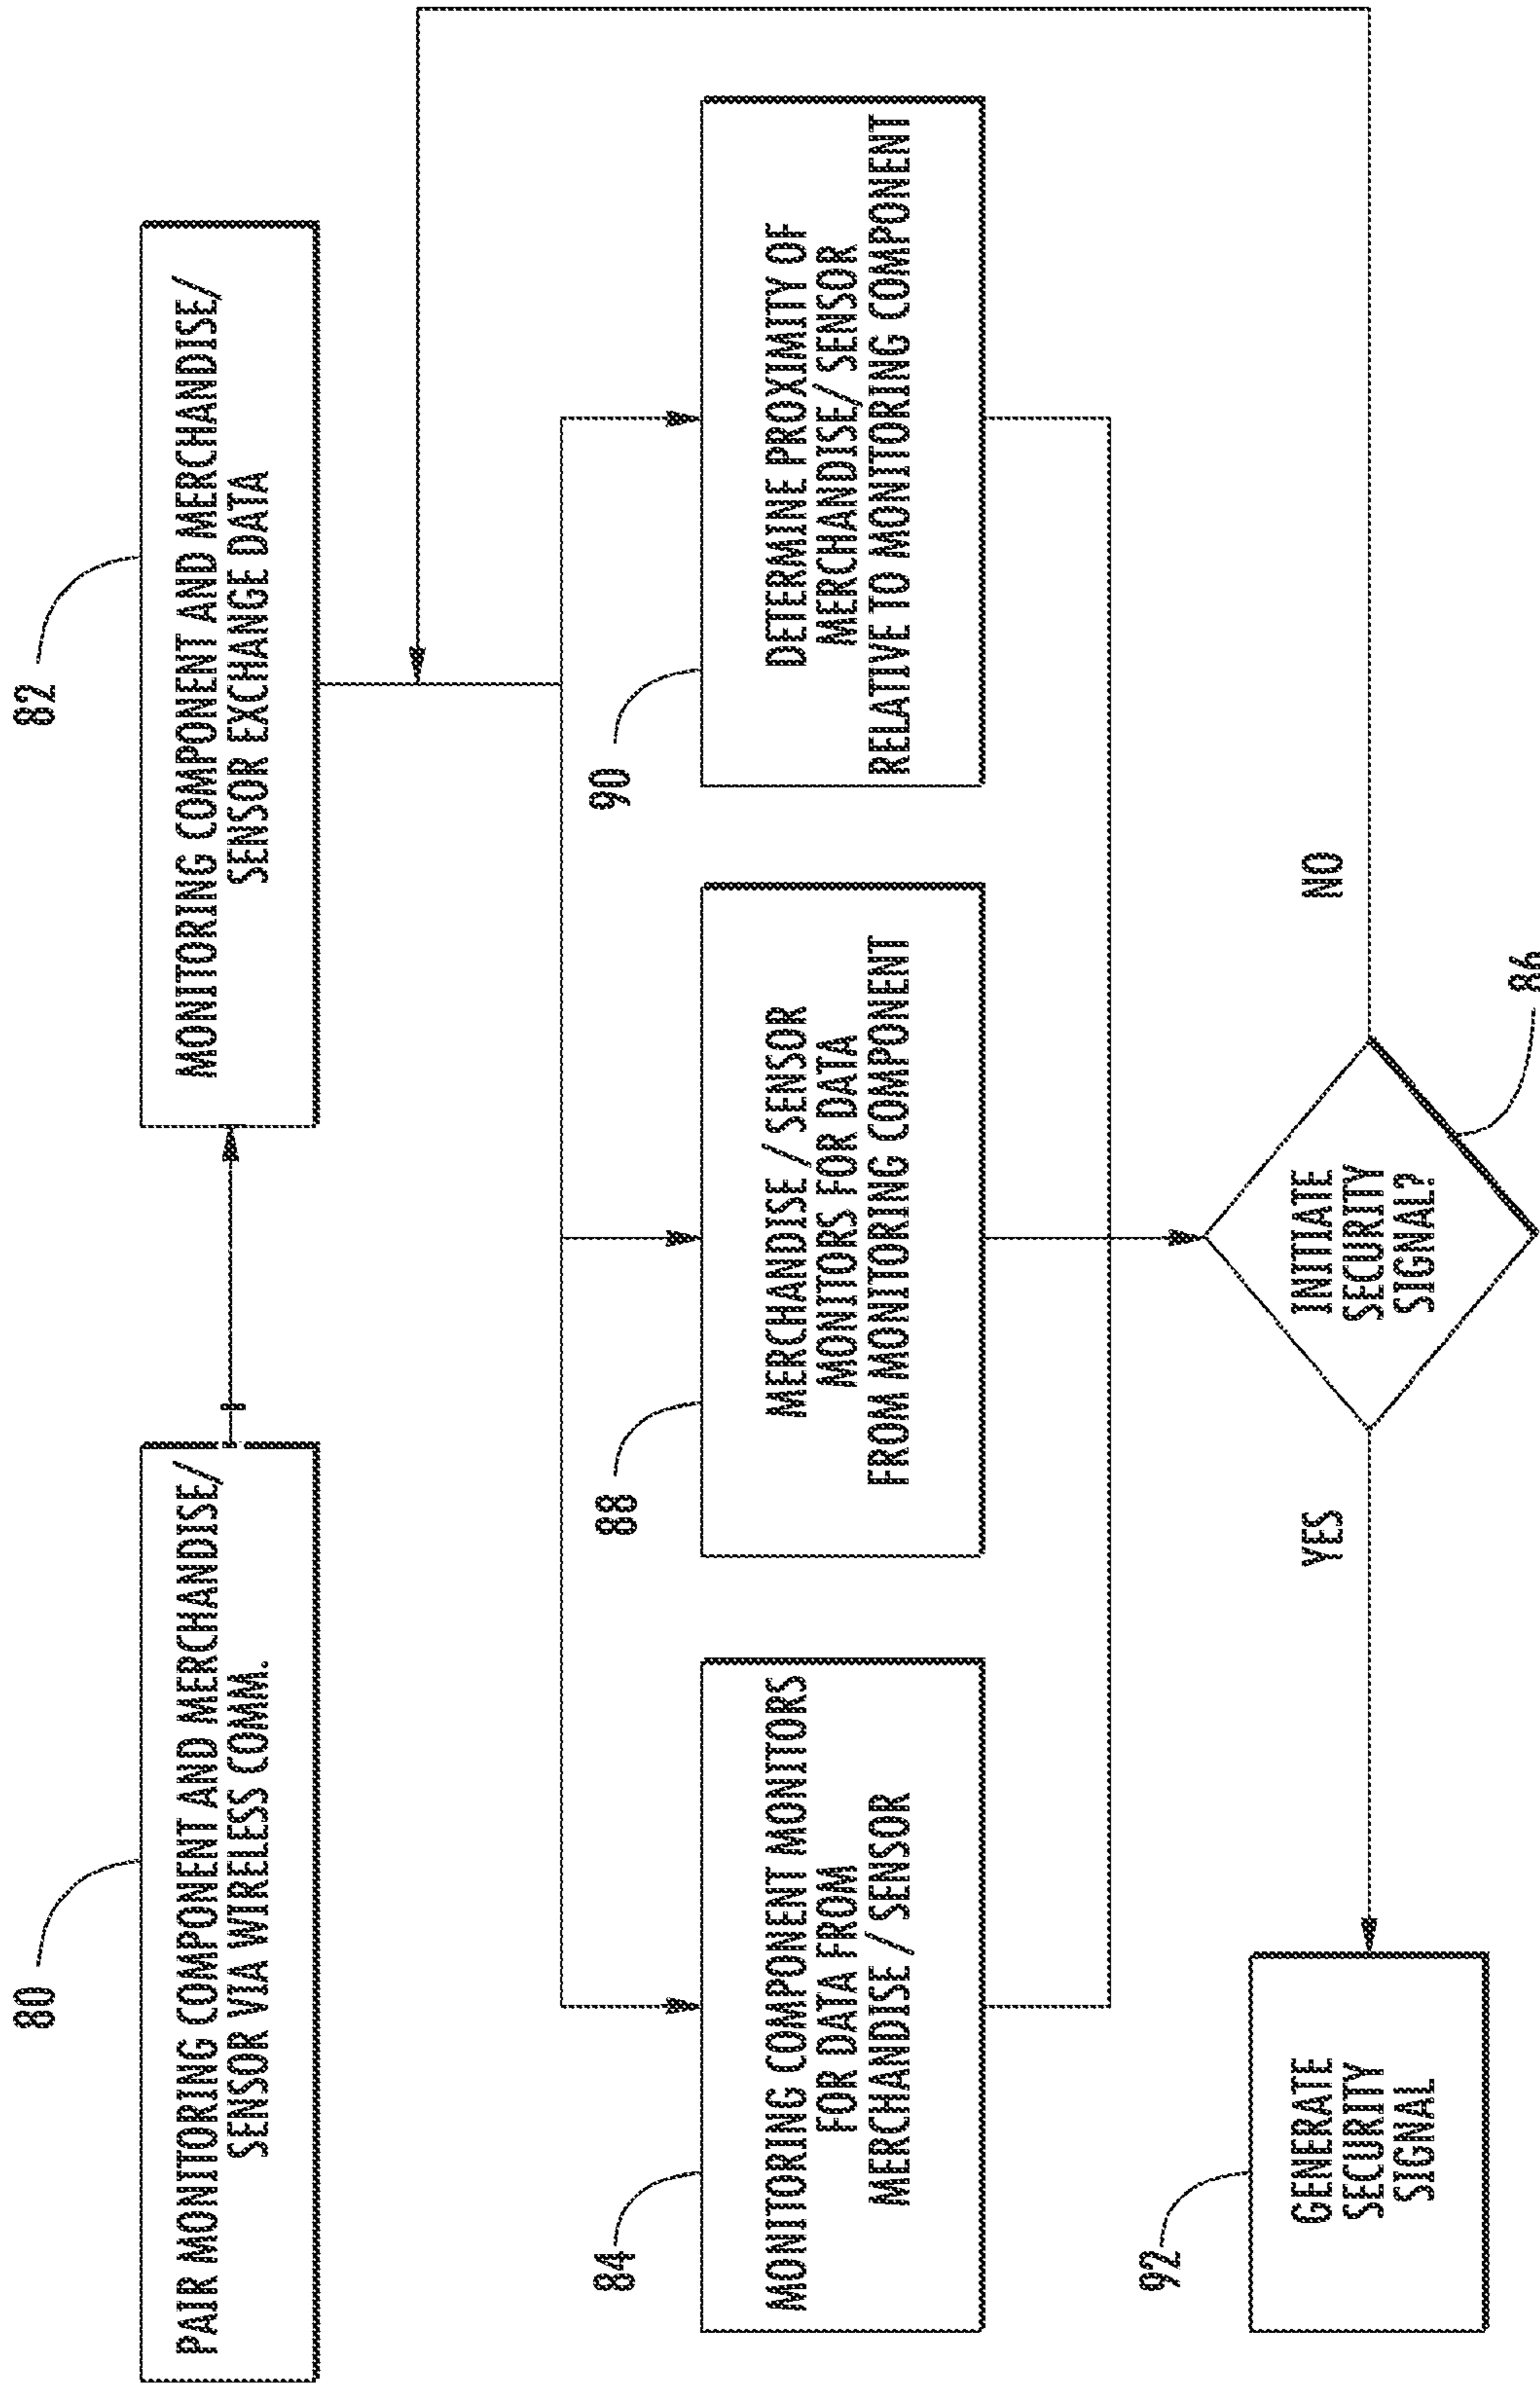 80
PAIR MONITORING COMPONENT AND MERCHANDISE/
SENSOR VIA WIRELESS COMM.
82
MONITORING COMPONENT AND MERCHANDISE/
SENSOR EXCHANGE DATA
84
MONITORING COMPONENT MONITORS
FOR DATA FROM
MERCHANDISE / SENSOR
88
MERCHANDISE / SENSOR
MONITORS FOR DATA
FROM MONITORING COMPONENT
90
DETERMINE PROXIMITY OF
MERCHANDISE/ SENSOR
RELATIVE TO MONITORING COMPONENT
92
GENERATE
SECURITY
SIGNAL
YES
INITIATE
SECURITY
SIGNAL?
NO
86